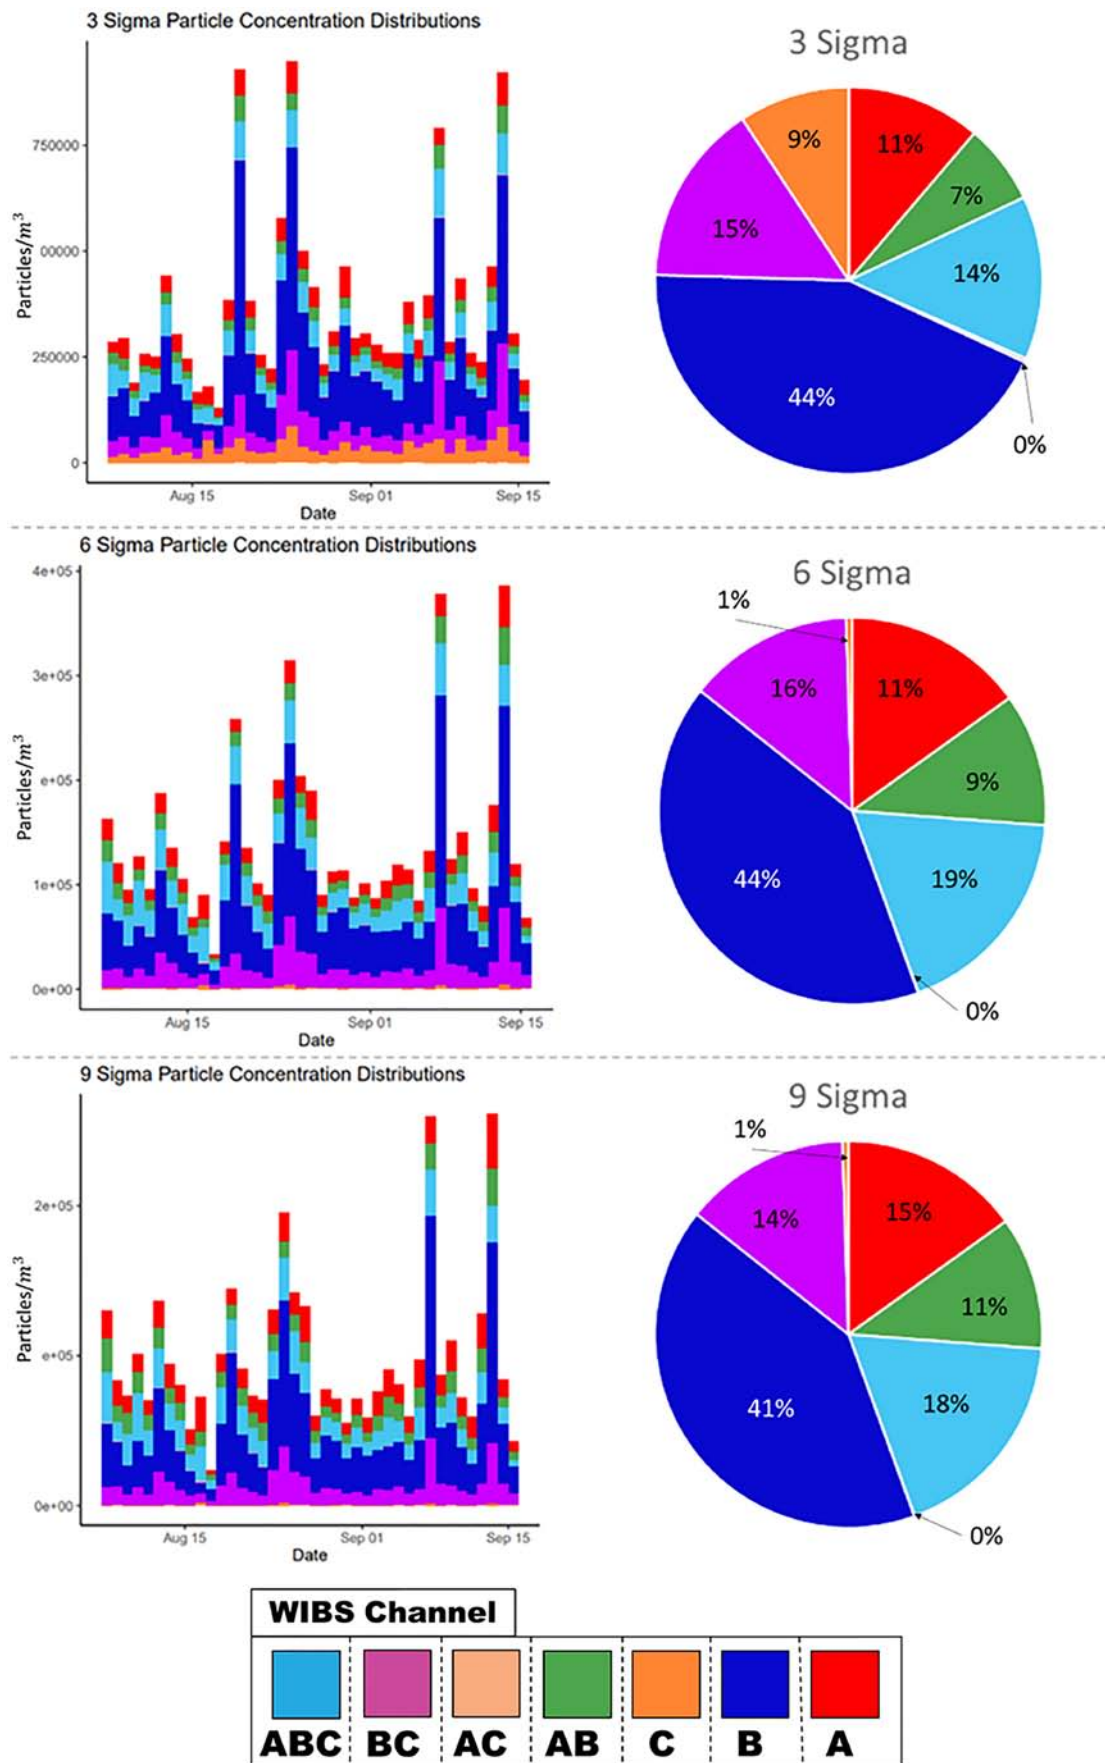 3 Sigma Particle Concentration Distributions
3 Sigma
750000
00000
250000
0
Particles/m³
Aug 15
Sep 01
Sep 15
Date
9%
11%
7%
15%
14%
44%
0%
6 Sigma Particle Concentration Distributions
6 Sigma
4e+05
3e+05
e+05
1e+05
0e+00
Particles/m³
Aug 15
Sep 01
Sep 15
Date
1%
16%
11%
9%
44%
19%
0%
9 Sigma Particle Concentration Distributions
9 Sigma
2e+05
e+05
0e+00
Particles/m³
Aug 15
Sep 01
Sep 15
Date
1%
14%
15%
11%
41%
18%
0%
WIBS Channel
ABC BC AC AB C B A